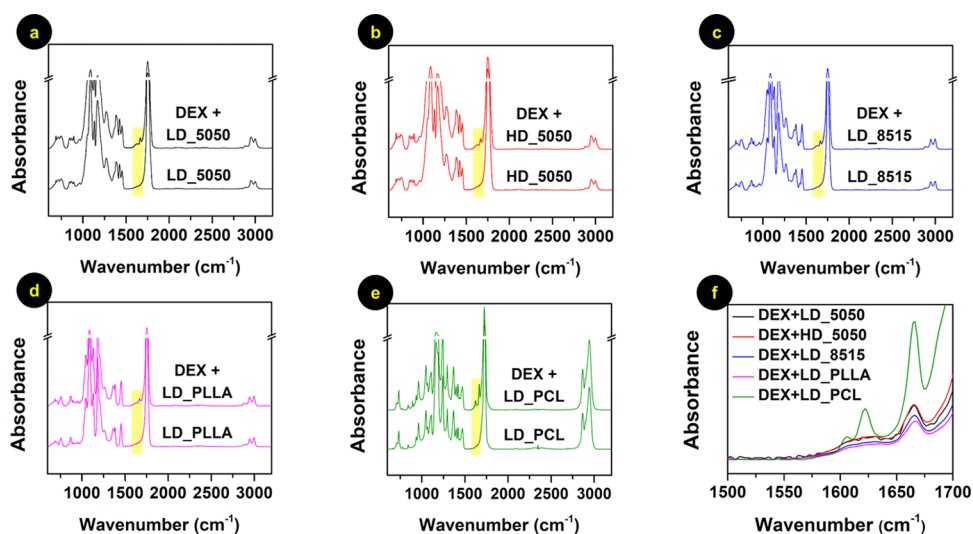 a
Absorbance
DEX +
LD_5050
LD_5050
1000 1500 2000 2500 3000
Wavenumber (cm⁻¹)
b
Absorbance
DEX +
HD_5050
HD_5050
1000 1500 2000 2500 3000
Wavenumber (cm⁻¹)
c
Absorbance
DEX +
LD_8515
LD_8515
1000 1500 2000 2500 3000
Wavenumber (cm⁻¹)
d
Absorbance
DEX +
LD_PLLA
LD_PLLA
1000 1500 2000 2500 3000
Wavenumber (cm⁻¹)
e
Absorbance
DEX +
LD_PCL
LD_PCL
1000 1500 2000 2500 3000
Wavenumber (cm⁻¹)
f
Absorbance
DEX+LD_5050
DEX+HD_5050
DEX+LD_8515
DEX+LD_PLLA
DEX+LD_PCL
1500 1550 1600 1650 1700
Wavenumber (cm⁻¹)